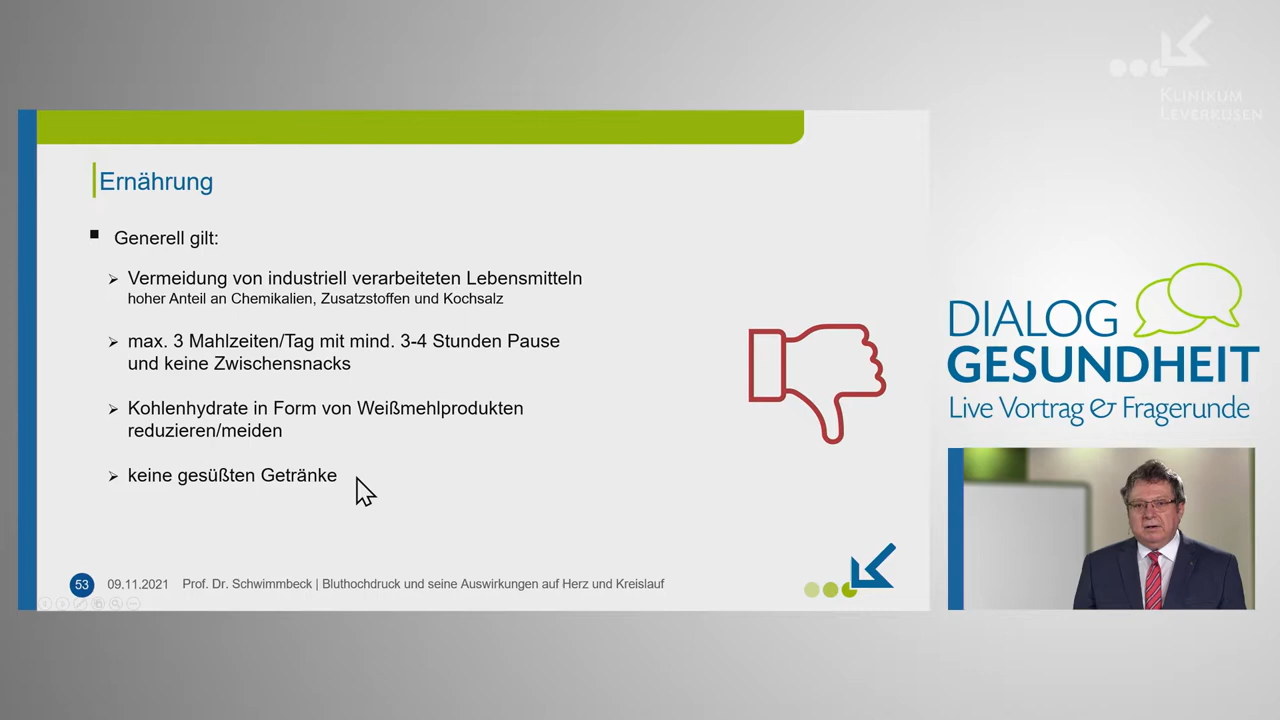 KLINIKUM
LEVERKUSEN
Ernährung
Generell gilt:
Vermeidung von industriell verarbeiteten Lebensmitteln
hoher Anteil an Chemikalien, Zusatzstoffen und Kochsalz
max. 3 Mahlzeiten/Tag mit mind. 3-4 Stunden Pause
und keine Zwischensnacks
Kohlenhydrate in Form von Weißmehlprodukten
reduzieren/meiden
keine gesüßten Getränke
53 09.11.2021 Prof. Dr. Schwimmbeck | Bluthochdruck und seine Auswirkungen auf Herz und Kreislauf
DIALOG
GESUNDHEIT
Live Vortrag & Fragerunde